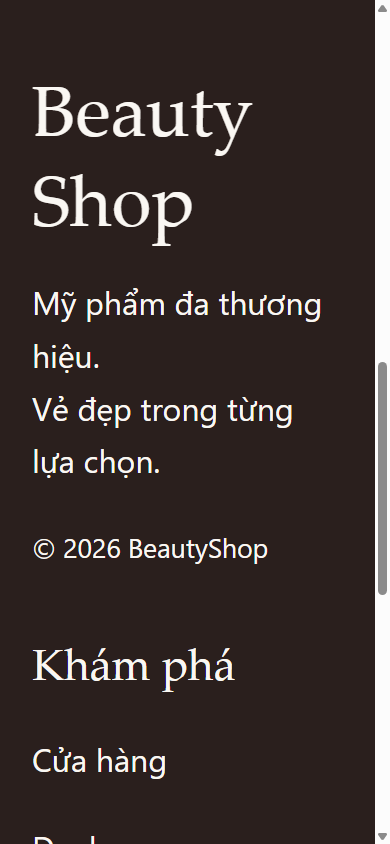 Beauty
Shop
Mỹ phẩm đa thương
hiệu.
Vẻ đẹp trong từng
lựa chọn.
© 2026 BeautyShop
Khám phá
Cửa hàng